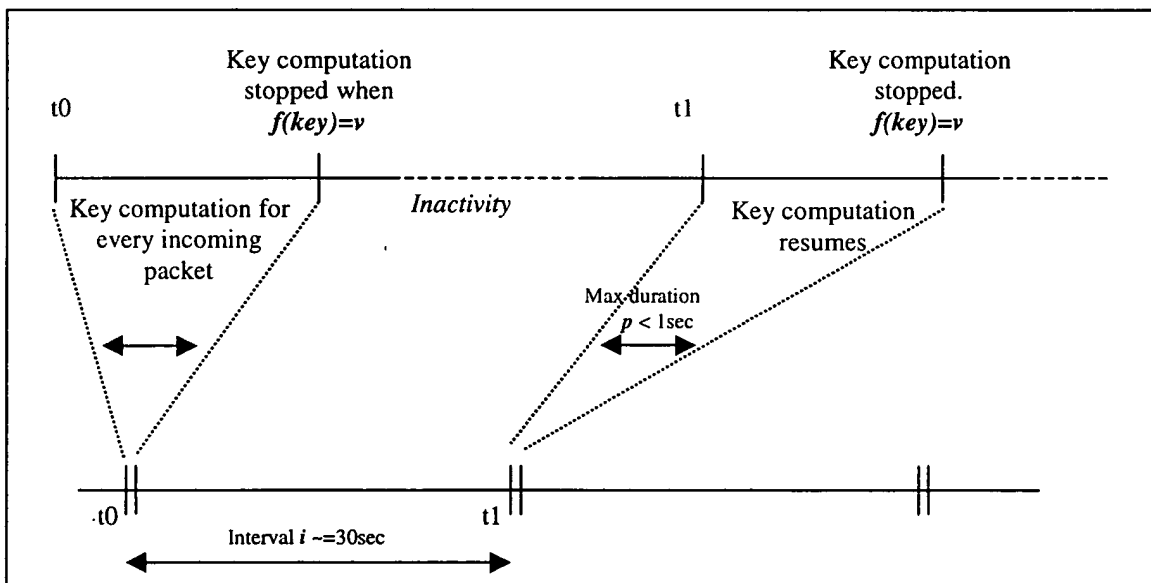 Key computation
stopped when
f(key)=v
Key computation
stopped.
f(key)=v
t0
t1
Key computation for
every incoming
packet
Inactivity
Key computation
resumes
Max duration
p < 1sec
t0
t1
Interval i ~=30sec